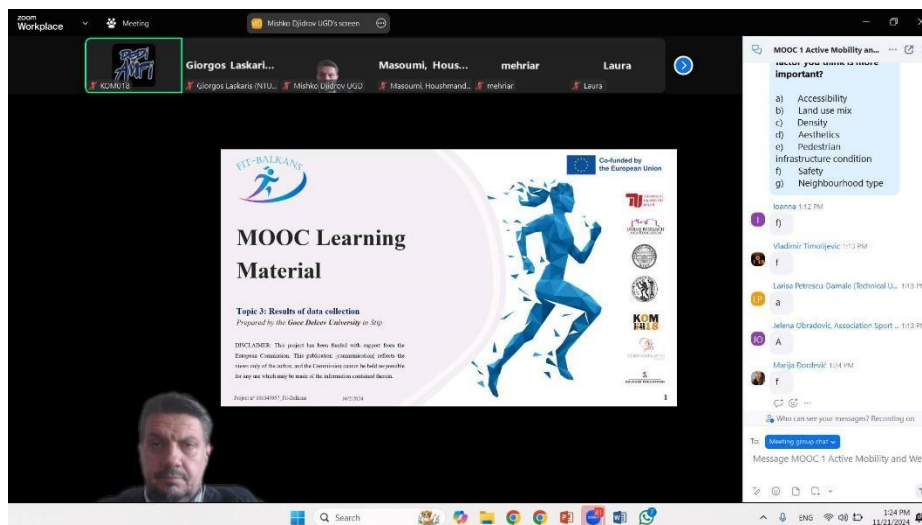 zoom
Workplace
Meeting
Mishko Djidrov UGD's screen
Giorgos Laskari...
Masoumi, Hous...
mehriar
Laura
KOM018
Giorgos Laskaris (NTU...
Mishko Djidrov UGD
Masoumi, Houshmand...
mehriar
Laura
FIT-BALKANS
Co-funded by
the European Union
MOOC Learning
Material
Topic 3: Results of data collection
Prepared by the Goce Delcev University in Stip
DISCLAIMER: This project has been funded with support from the
European Commission. This publication [communication] reflects the
views only of the author, and the Commission cannot be held responsible
for any use which may be made of the information contained therein.
1
KOM
018
MOOC 1 Active Mobility an...
factor you think is more
important?
a) Accessibility
b) Land use mix
c) Density
d) Aesthetics
e) Pedestrian
infrastructure condition
f) Safety
g) Neighbourhood type
Ioanna 1:12 PM
I
f)
Vladimir Timotijevic 1:13 PM
f
Larisa Petrescu-Damale (Technical U... 1:13 PM
LP
a
Jelena Obradovic, Association Sport ... 1:13 PM
JO
A
Marija Đorđević 1:14 PM
f
Who can see your messages? Recording on
To: Meeting group chat
Message MOOC 1 Active Mobility and We
Search
ENG
1:24 PM
11/21/2024